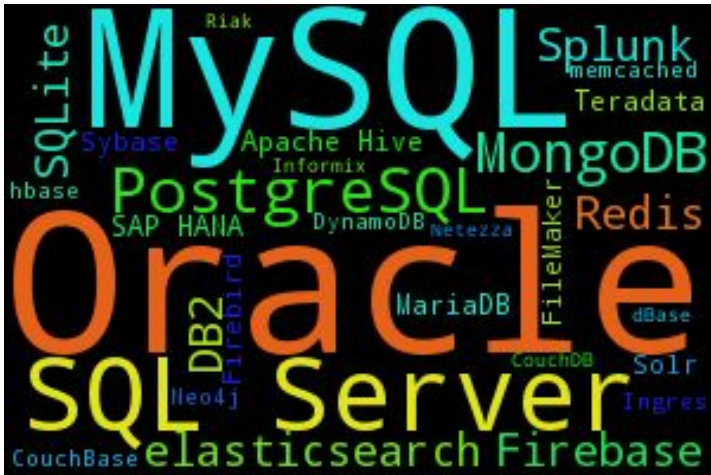 Riak
MySQL
Splunk
memcached
SQLite
Teradata
Sybase
Apache Hive
MongoDB
Informix
hbase
PostgreSQL
Redis
SAP HANA
DynamoDB
Netezza
FileMaker
Oracle
DB2
Firebird
MariaDB
dBase
SQL Server
CouchDB
Solr
Neo4j
Ingres
CouchBase
elasticsearch
Firebase